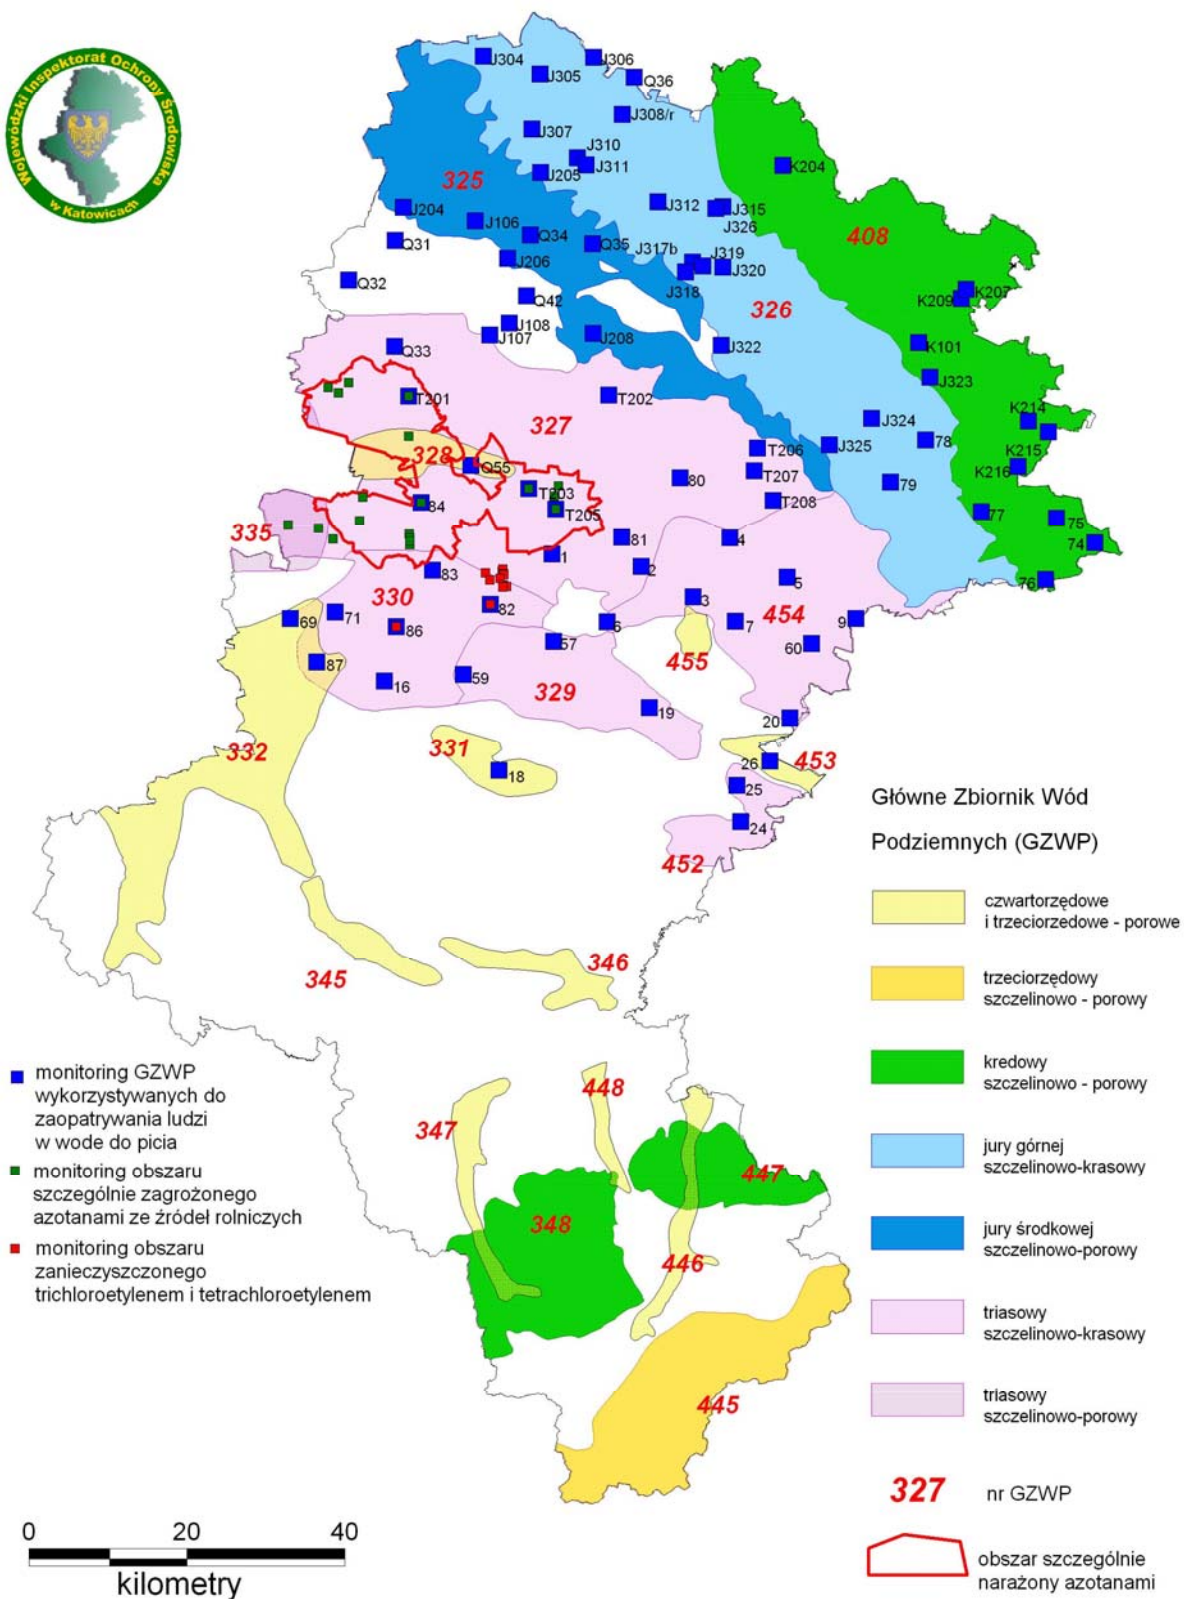 Wojewódzki Inspektorat Ochrony Środowiska
w Katowicach
J304
J306
J305
Q36
J308/r
J307
J310
J311
J205
K204
325
J204
J312
J315
J326
J106
Q34
Q35
408
Q31
J206
J317b
J319
J318
J320
Q32
K207
K209
Q42
326
J108
J107
J208
Q33
J322
K101
J323
T201
T202
K214
327
J324
78
328
T206
J325
K215
Q55
T207
K216
80
79
T203
84
T205
T208
77
75
335
81
4
74
1
2
83
5
76
330
3
454
82
69
71
6
7
9
86
57
60
87
455
16
59
329
19
20
332
331
26
453
18
25
24
452
345
346
448
347
447
348
446
445
Główne Zbiornik Wód
Podziemnych (GZWP)
czwartorzędowe
i trzeciorzedowe - porowe
trzeciorzędowy
szczelinowo - porowy
kredowy
szczelinowo - porowy
jury górnej
szczelinowo-krasowy
jury środkowej
szczelinowo-porowy
triasowy
szczelinowo-krasowy
triasowy
szczelinowo-porowy
327 nr GZWP
obszar szczególnie
narażony azotanami
monitoring GZWP
wykorzystywanych do
zaopatrywania ludzi
w wode do picia
monitoring obszaru
szczególnie zagrożonego
azotanami ze źródeł rolniczych
monitoring obszaru
zanieczyszczonego
trichloroetylenem i tetrachloroetylenem
0 20 40
kilometry